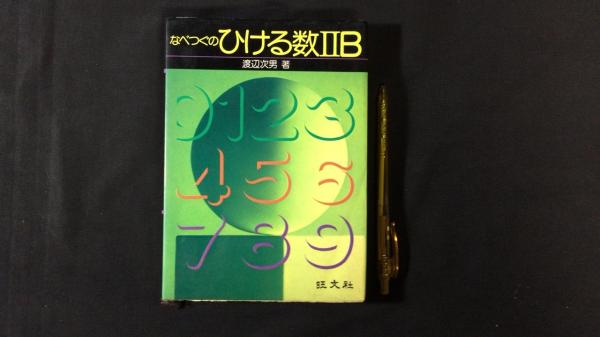 なべつぐのひける数IIB
渡辺次男 著
0123
456
789
旺文社